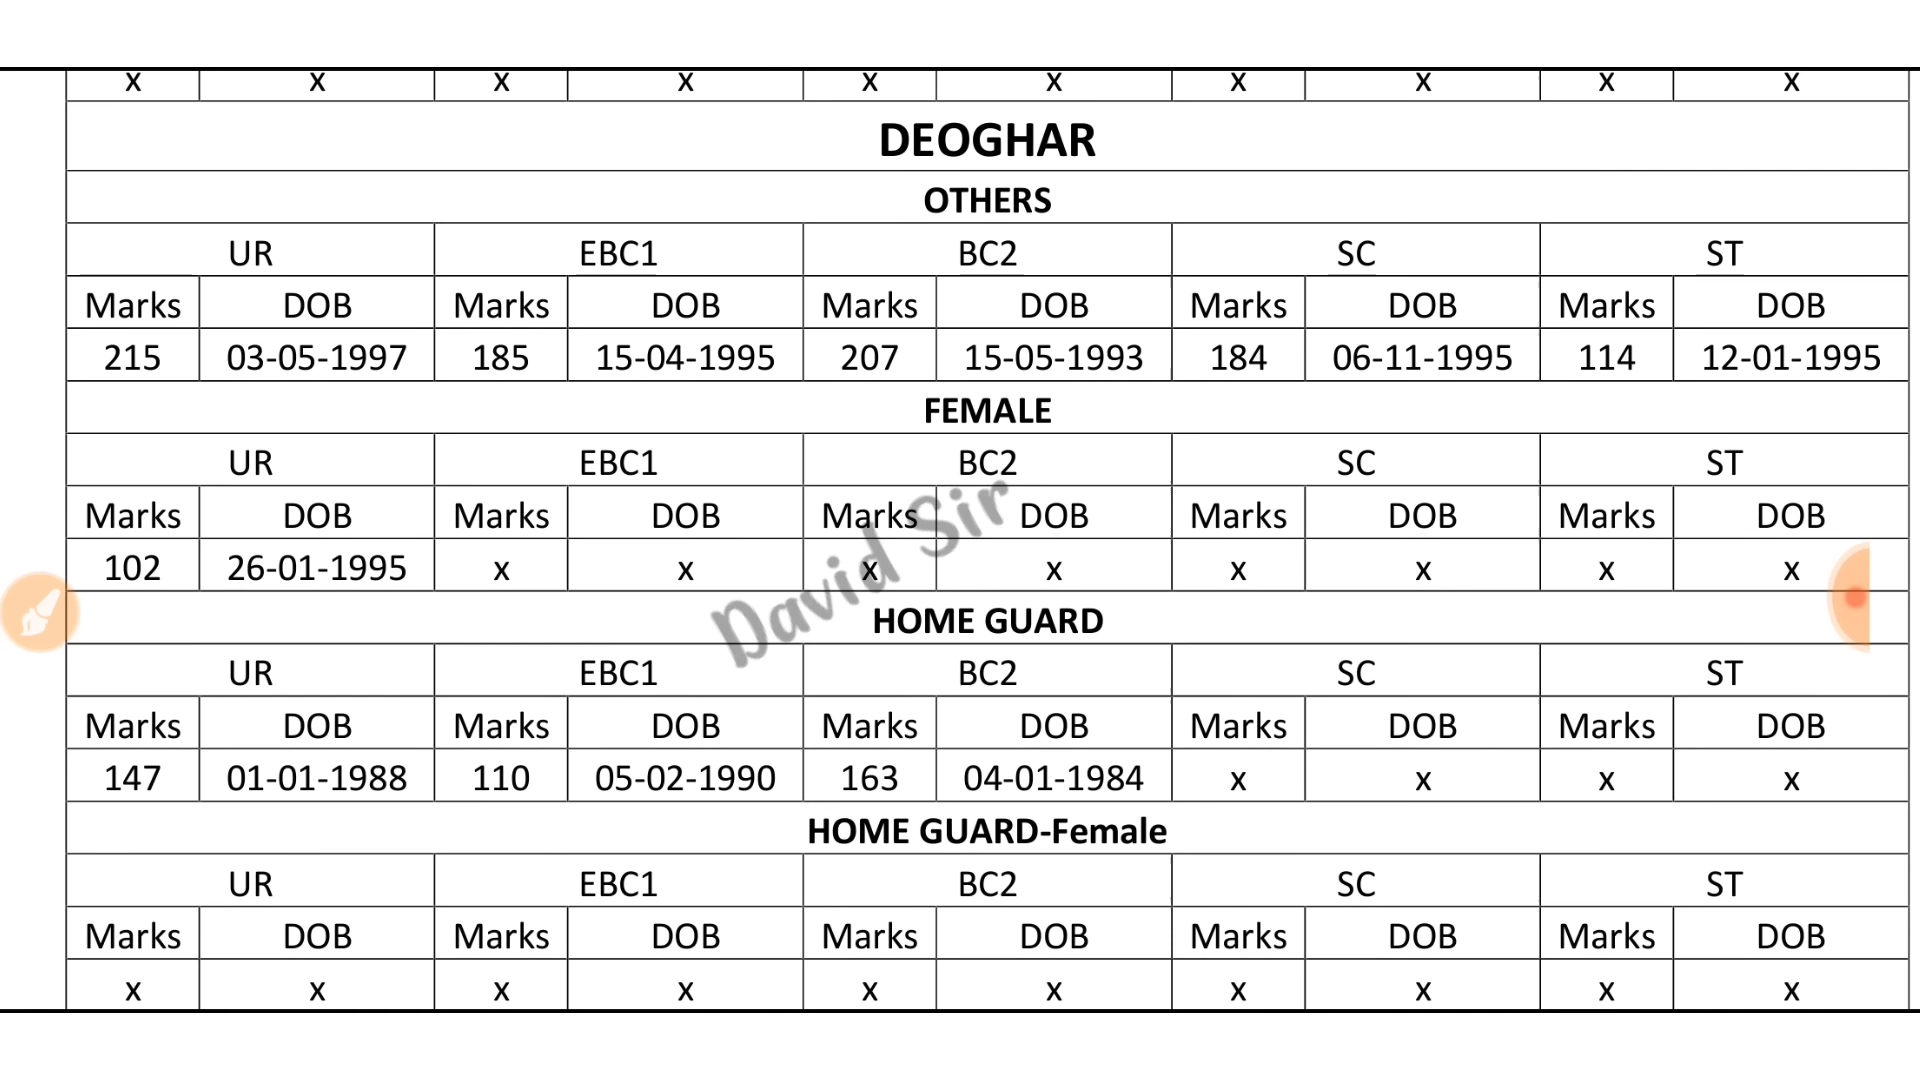 x x x x x x x x x x
DEOGHAR
OTHERS
UR EBC1 BC2 SC ST
Marks DOB Marks DOB Marks DOB Marks DOB Marks DOB
215 03-05-1997 185 15-04-1995 207 15-05-1993 184 06-11-1995 114 12-01-1995
FEMALE
UR EBC1 BC2 SC ST
Marks DOB Marks DOB Marks DOB Marks DOB Marks DOB
102 26-01-1995 x x x x x x x x
David Sir
HOME GUARD
UR EBC1 BC2 SC ST
Marks DOB Marks DOB Marks DOB Marks DOB Marks DOB
147 01-01-1988 110 05-02-1990 163 04-01-1984 x x x x
HOME GUARD-Female
UR EBC1 BC2 SC ST
Marks DOB Marks DOB Marks DOB Marks DOB Marks DOB
x x x x x x x x x x